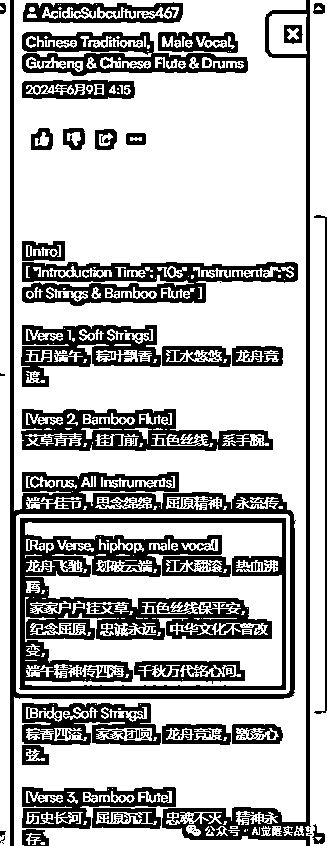 AcidicSubcultures467
Chinese Traditional, Male Vocal,
Guzheng & Chinese Flute & Drums
2024年6月9日 4:15
[Intro]
[ "Introduction Time": "10s" ,"Instrumental":"S
oft Strings & Bamboo Flute" ]
[Verse 1, Soft Strings]
五月端午, 粽叶飘香, 江水悠悠, 龙舟竞
渡。
[Verse 2, Bamboo Flute]
艾草青青, 挂门前, 五色丝线, 系手腕。
[Chorus, All Instruments]
端午佳节, 思念绵绵, 屈原精神, 永流传。
[Rap Verse, hiphop, male vocal]
龙舟飞驰, 划破云端, 江水翻滚, 热血沸
腾,
家家户户挂艾草, 五色丝线保平安,
纪念屈原, 忠诚永远, 中华文化不曾改
变,
端午精神传四海, 千秋万代铭心间。
[Bridge,Soft Strings]
粽香四溢, 家家团圆, 龙舟竞渡, 激荡心
弦。
[Verse 3, Bamboo Flute]
历史长河, 屈原沉江, 忠魂不灭, 精神永
存。
公众号 · AI觉醒实战营